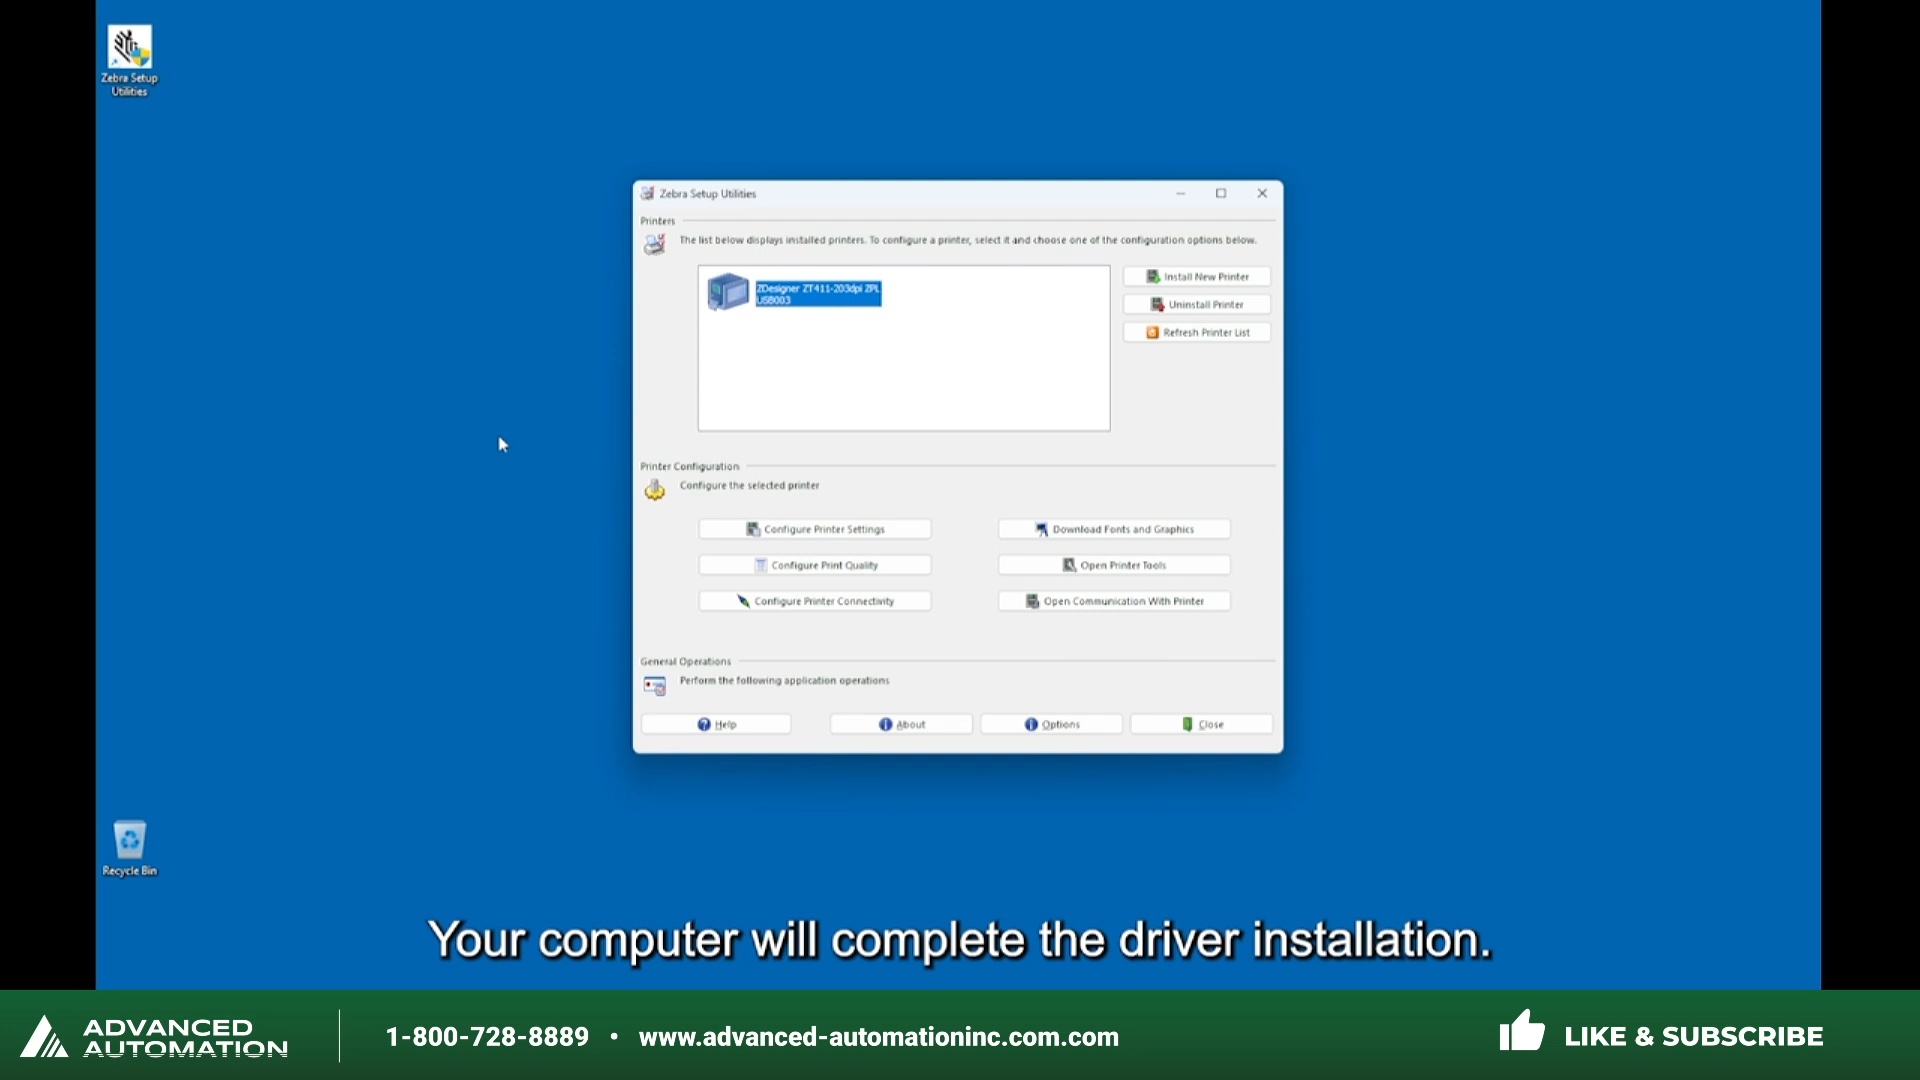 Zebra Setup
Utilities
Zebra Setup Utilities
Printers
The list below displays installed printers. To configure a printer, select it and choose one of the configuration options below.
ZDesigner ZT411-203dpi ZPL
USB003
Install New Printer
Uninstall Printer
Refresh Printer List
Printer Configuration
Configure the selected printer
Configure Printer Settings
Download Fonts and Graphics
Configure Print Quality
Open Printer Tools
Configure Printer Connectivity
Open Communication With Printer
General Operations
Perform the following application operations
Help
About
Options
Close
Recycle Bin
Your computer will complete the driver installation.
ADVANCED
AUTOMATION
1-800-728-8889 • www.advanced-automationinc.com.com
LIKE & SUBSCRIBE